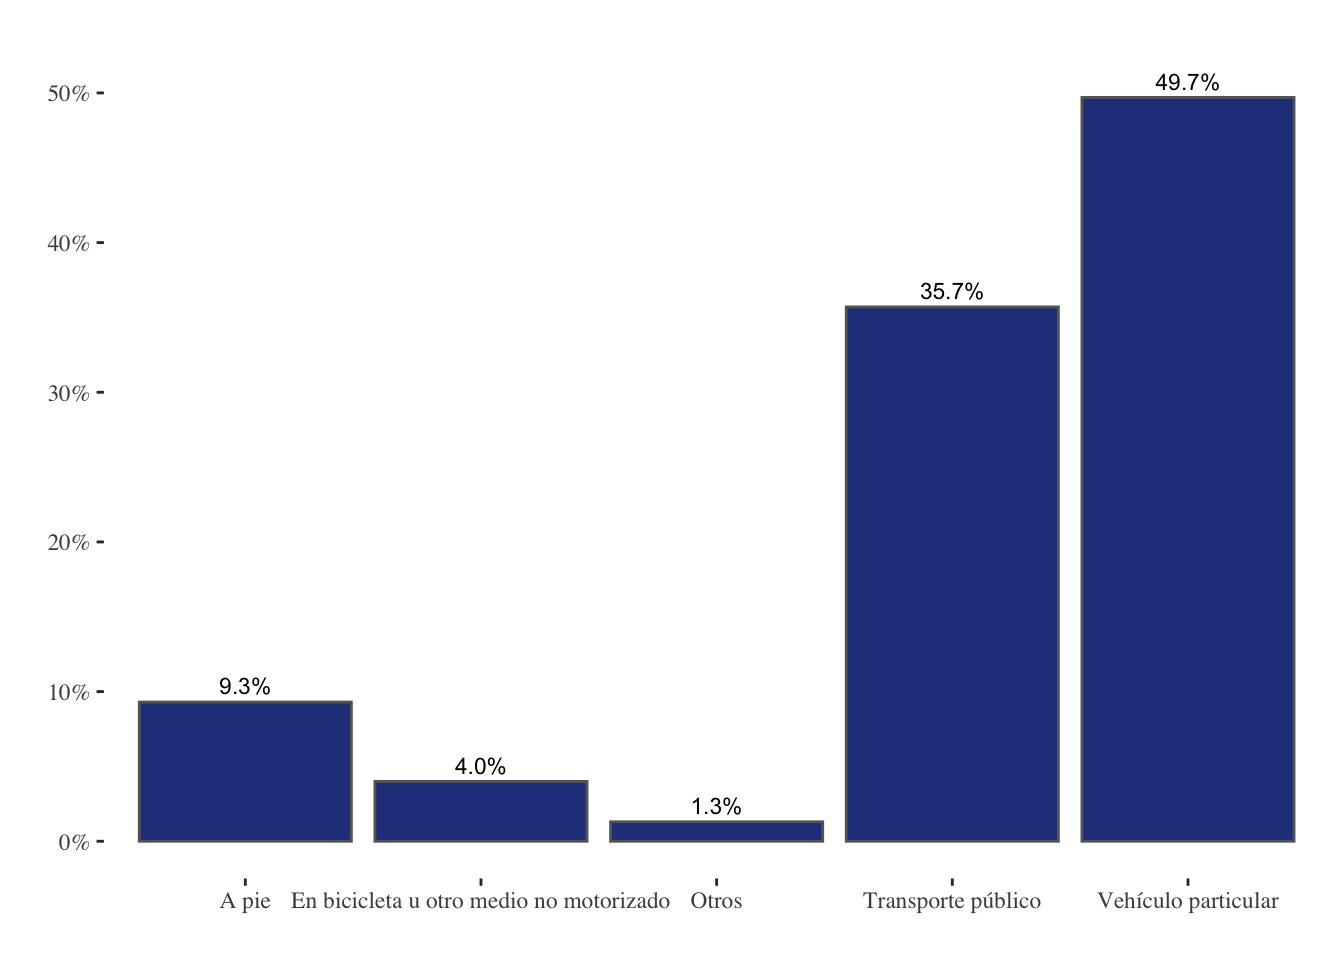 50%
40%
30%
20%
10%
0%
9.3%
4.0%
1.3%
35.7%
49.7%
A pie
En bicicleta u otro medio no motorizado
Otros
Transporte público
Vehículo particular